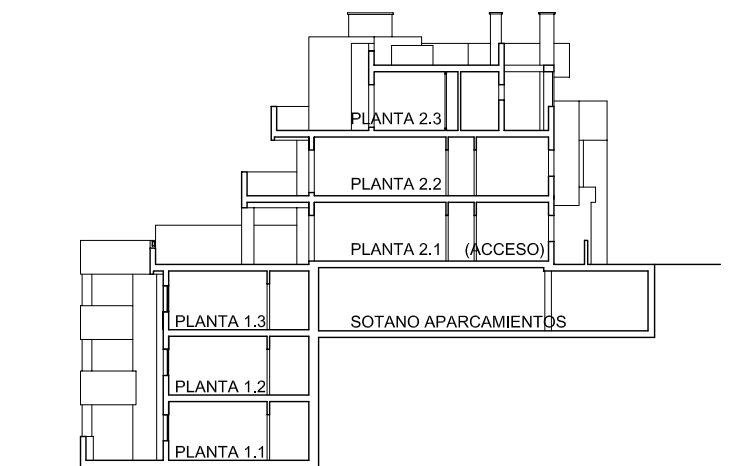 PLANTA 2.3
PLANTA 2.2
PLANTA 2.1 (ACCESO)
PLANTA 1.3 SOTANO APARCAMIENTOS
PLANTA 1.2
PLANTA 1.1